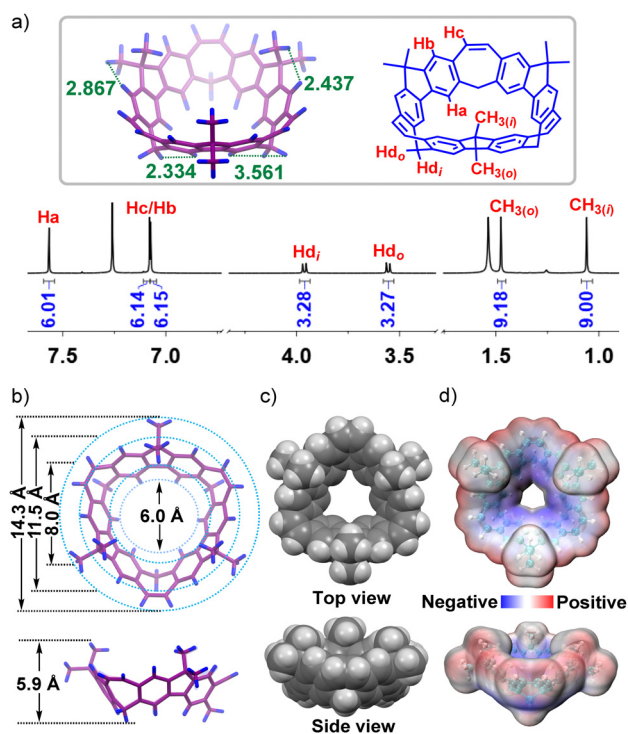 a)
2.867
2.437
2.334
3.561
Hc
Hb
Ha
CH3(i)
Hdo
Hdi
CH3(o)
Ha
Hc/Hb
Hdi
Hdo
CH3(o)
CH3(i)
6.01
6.14
6.15
3.28
3.27
9.18
9.00
7.5
7.0
4.0
3.5
1.5
1.0
b)
c)
d)
14.3 Å
11.5 Å
8.0 Å
6.0 Å
Top view
Negative
Positive
5.9 Å
Side view